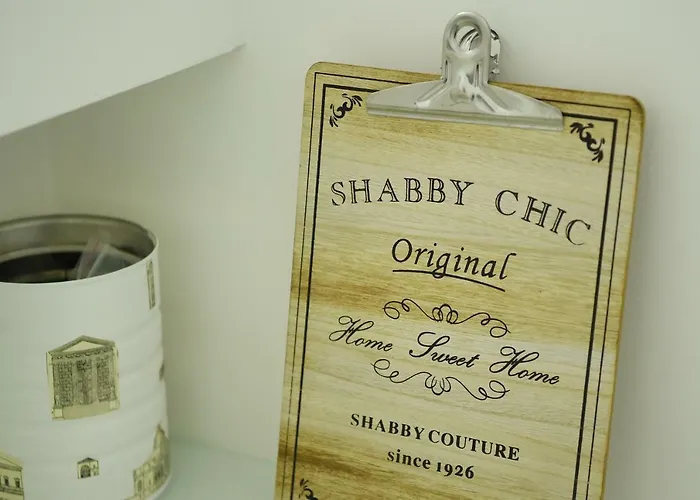 SHABBY CHIC
Original
Home Sweet Home
SHABBY COUTURE
since 1926